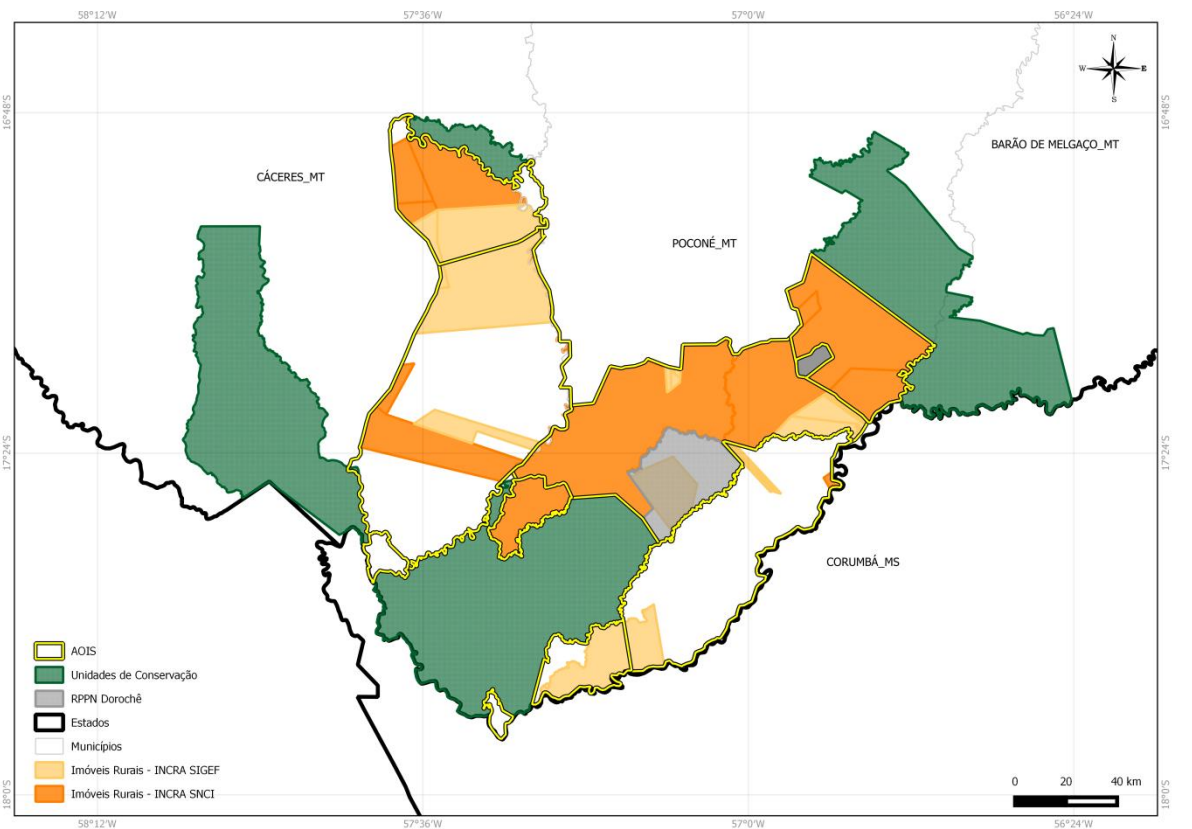 58°12'W
57°36'W
57°0'W
56°24'W
N
W
E
S
16°48'S
16°48'S
BARÃO DE MELGAÇO_MT
CÁCERES_MT
POCONÉ_MT
17°24'S
17°24'S
CORUMBÁ_MS
AOIS
Unidades de Conservação
RPPN Dorochê
Estados
Municípios
Imóveis Rurais - INCRA SIGEF
Imóveis Rurais - INCRA SNCI
0 20 40 km
18°0'S
18°0'S
58°12'W
57°36'W
57°0'W
56°24'W